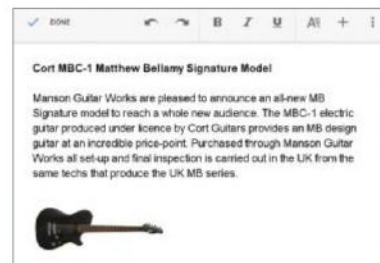 DONE
B I U A +
Cort MBC-1 Matthew Bellamy Signature Model
Manson Guitar Works are pleased to announce an all-new MB
Signature model to reach a whole new audience. The MBC-1 electric
guitar produced under licence by Cort Guitars provides an MB design
guitar at an incredible price-point. Purchased through Manson Guitar
Works all set-up and final inspection is carried out in the UK from the
same techs that produce the UK MB series.